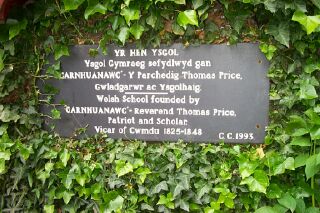 YR HEN YSGOL
Ysgol Cymraeg sefydlwyd gan
"CARNHUANAWC" - Y Parchedig Thomas Price,
Gwladgarwr ac Ysgolhaig.
Welsh School founded by
"CARNHUANAWC" - Reverend Thomas Price,
Patriot and Scholar.
Vicar of Cwmdu 1825-1848
C.C. 1993